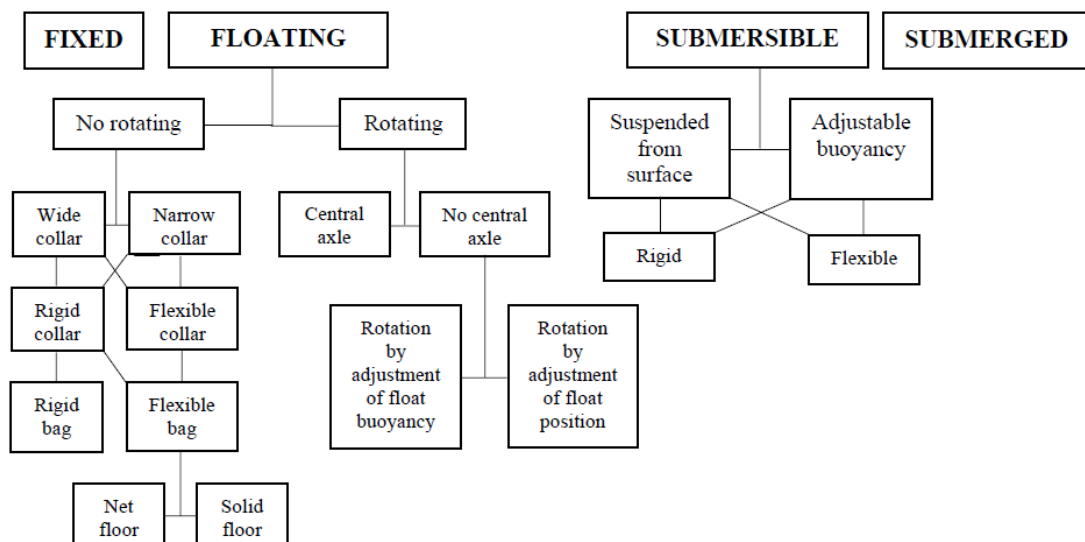 FIXED
FLOATING
SUBMERSIBLE
SUBMERGED
No rotating
Rotating
Suspended
from
surface
Adjustable
buoyancy
Wide
collar
Narrow
collar
Central
axle
No central
axle
Rigid
Flexible
Rigid
collar
Flexible
collar
Rotation
by
adjustment
of float
buoyancy
Rotation
by
adjustment
of float
position
Rigid
bag
Flexible
bag
Net
floor
Solid
floor